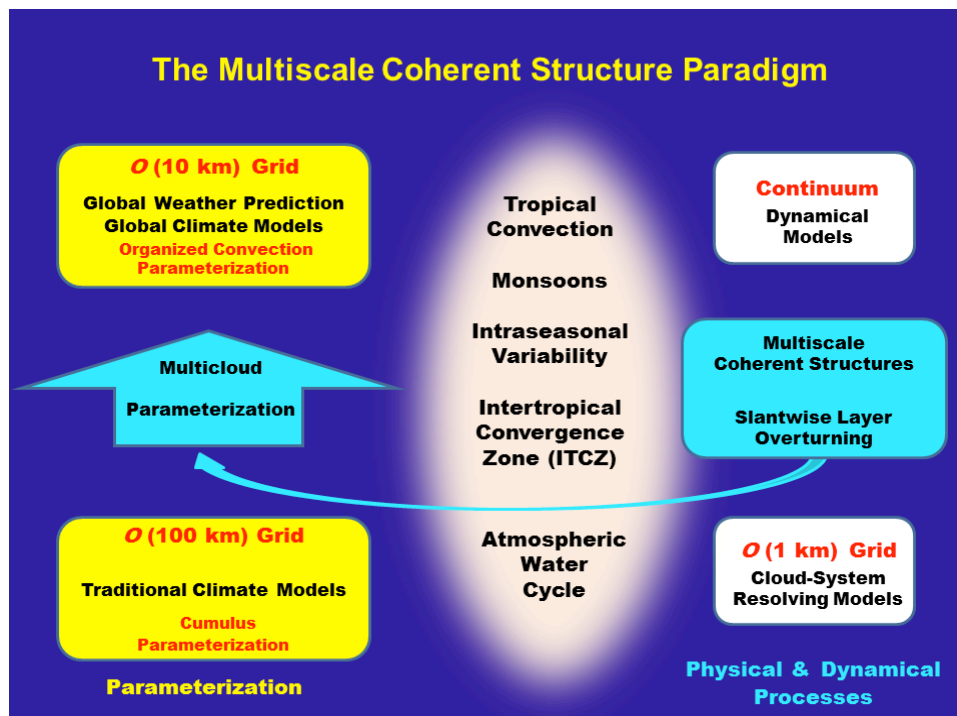 The Multiscale Coherent Structure Paradigm
O (10 km) Grid
Global Weather Prediction
Global Climate Models
Organized Convection
Parameterization
Multicloud
Parameterization
O (100 km) Grid
Traditional Climate Models
Cumulus
Parameterization
Parameterization
Tropical
Convection
Monsoons
Intraseasonal
Variability
Intertropical
Convergence
Zone (ITCZ)
Atmospheric
Water
Cycle
Continuum
Dynamical
Models
Multiscale
Coherent Structures
Slantwise Layer
Overturning
O (1 km) Grid
Cloud-System
Resolving Models
Physical & Dynamical
Processes